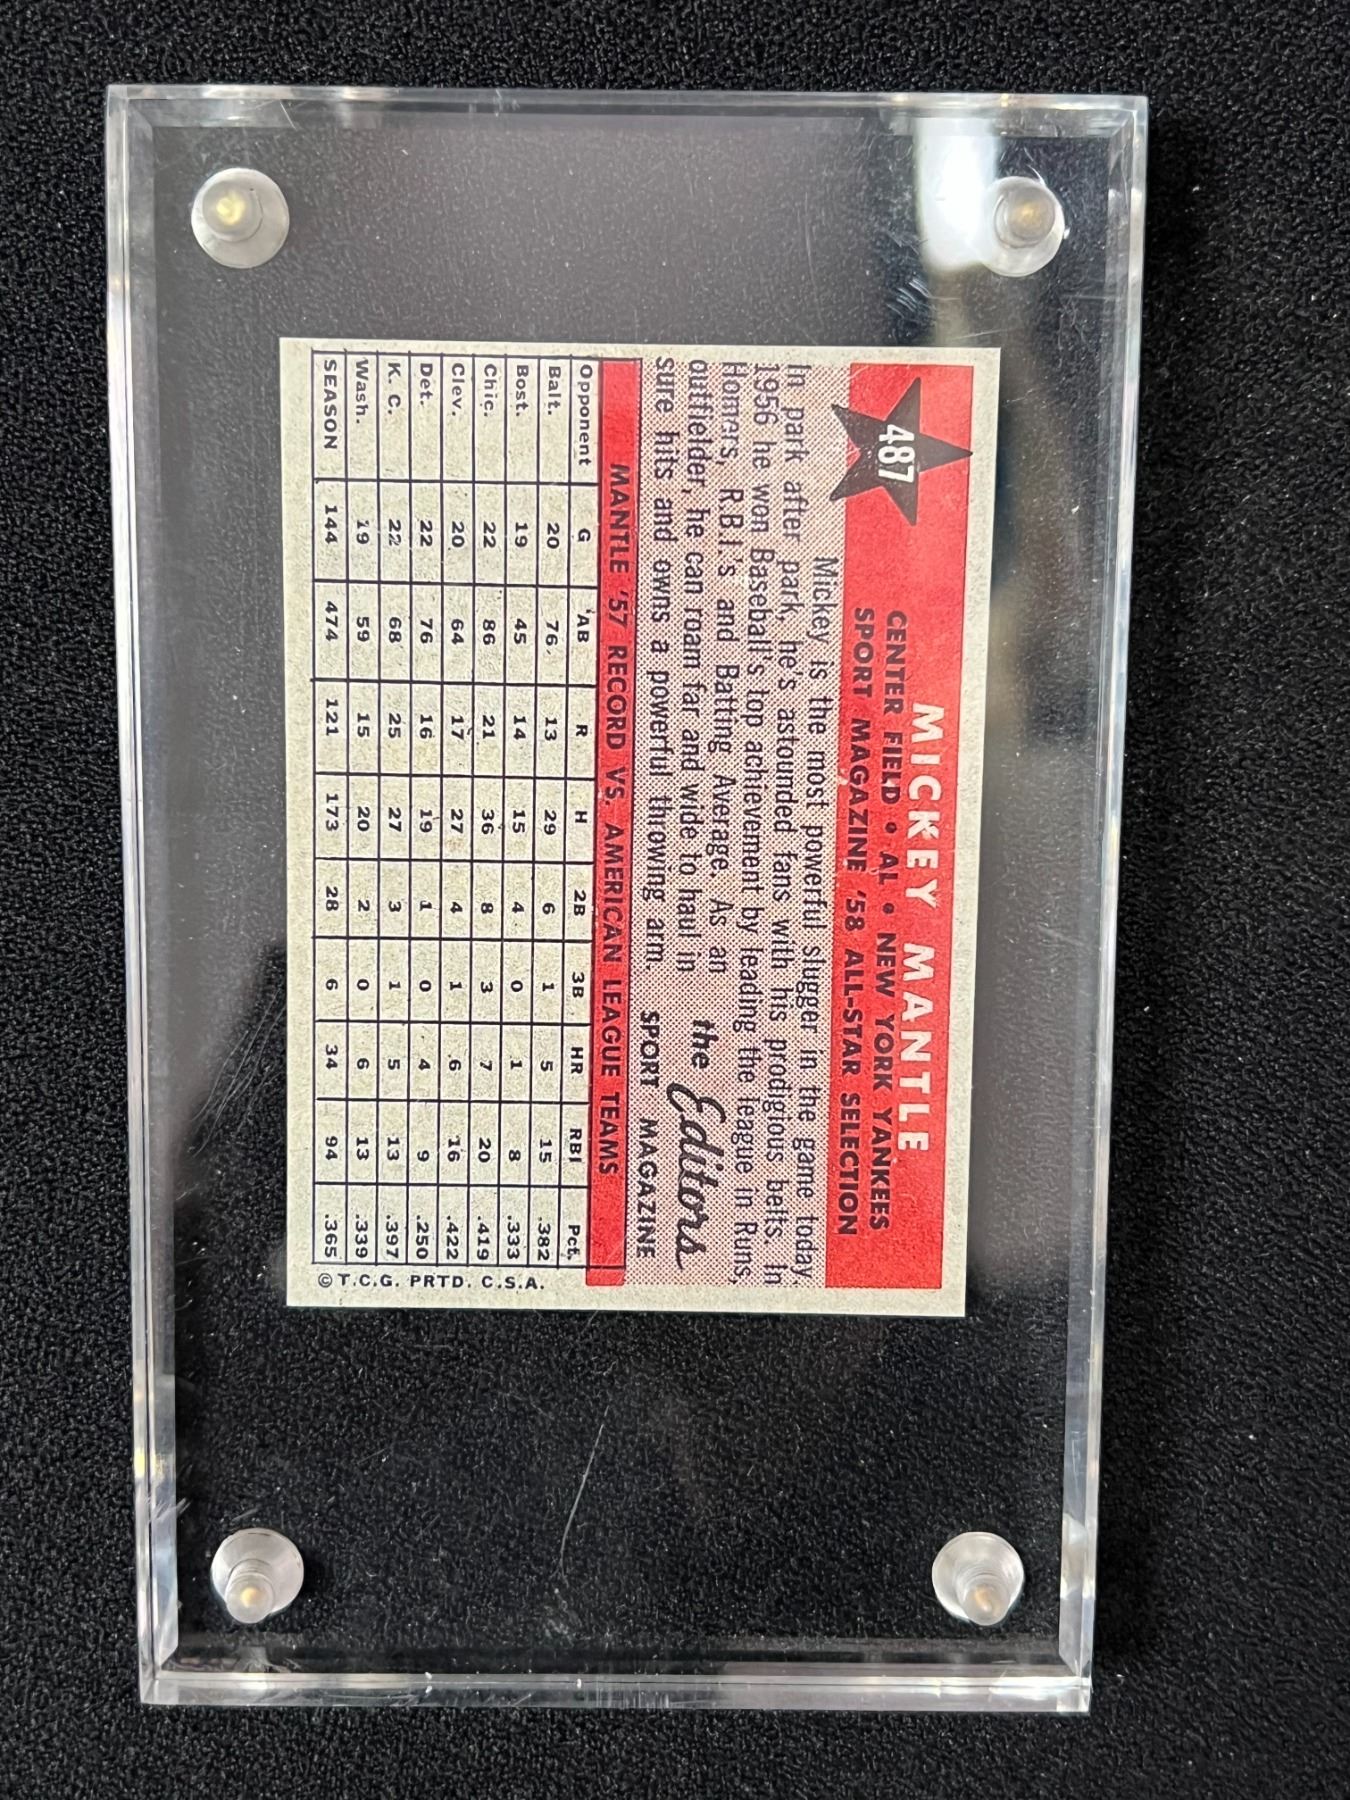 487
MICKEY MANTLE
CENTER FIELD • AL • NEW YORK YANKEES
SPORT MAGAZINE '58 ALL-STAR SELECTION
Mickey is the most powerful slugger in the game today.
In park after park, he's astounded fans with his prodigious belts. In
1956 he won Baseball's top achievement by leading the league in Runs,
Homers, R.B.I.'s and Batting Average. As an
outfielder, he can roam far and wide to haul in
sure hits and owns a powerful throwing arm.
the Editors
SPORT MAGAZINE
MANTLE '57 RECORD VS. AMERICAN LEAGUE TEAMS
Opponent G AB R H 2B 3B HR RBI Pct.
Balt. 20 76 13 29 6 1 5 15 .382
Bost. 19 45 14 15 4 0 1 8 .333
Chic. 22 86 21 36 8 3 7 20 .419
Clev. 20 64 17 27 4 1 6 16 .422
Det. 22 76 16 19 1 0 4 9 .250
K. C. 22 68 25 27 3 1 5 13 .397
Wash. 19 59 15 20 2 0 6 13 .339
SEASON 144 474 121 173 28 6 34 94 .365
© T.C.G. PRTD. C.S.A.